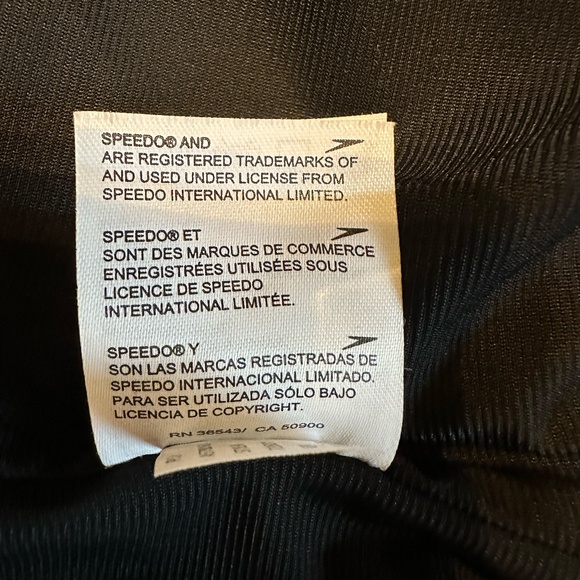 SPEEDO® AND
ARE REGISTERED TRADEMARKS OF
AND USED UNDER LICENSE FROM
SPEEDO INTERNATIONAL LIMITED.
SPEEDO® ET
SONT DES MARQUES DE COMMERCE
ENREGISTRÉES UTILISÉES SOUS
LICENCE DE SPEEDO
INTERNATIONAL LIMITÉE.
SPEEDO® Y
SON LAS MARCAS REGISTRADAS DE
SPEEDO INTERNACIONAL LIMITADO.
PARA SER UTILIZADA SÓLO BAJO
LICENCIA DE COPYRIGHT.
RN 36543/ CA 50900